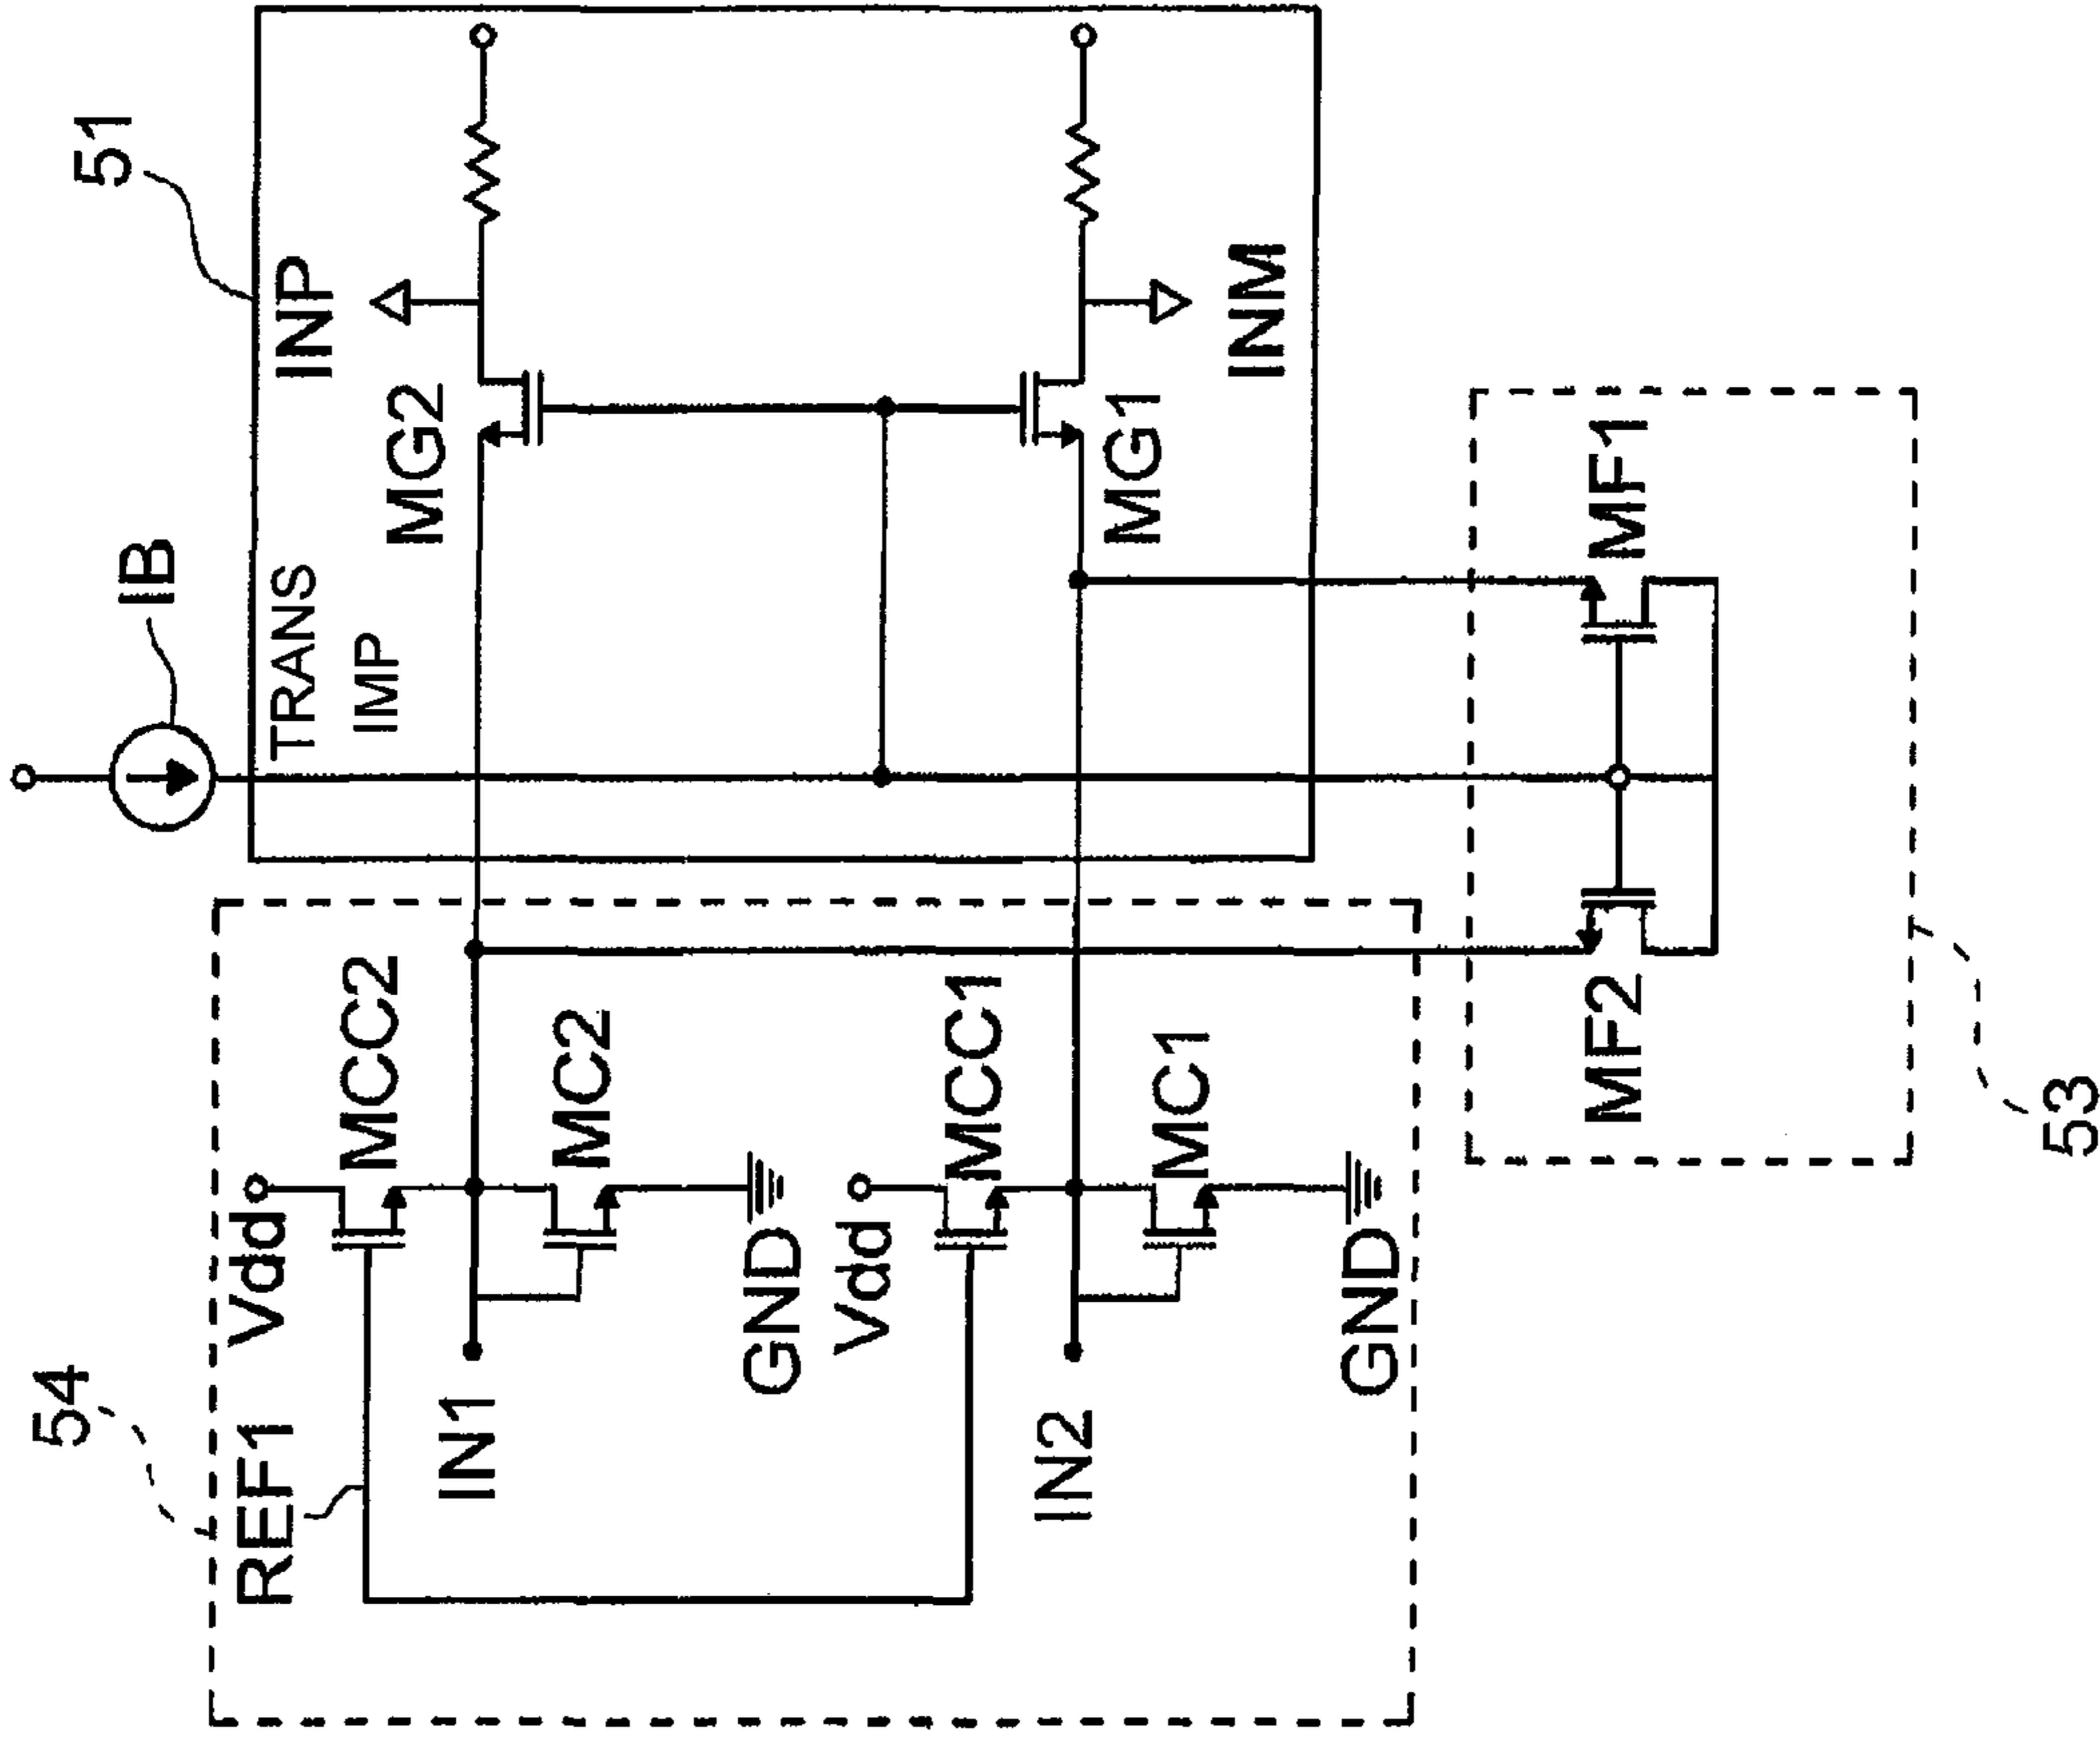 51
IB
INP
TRANS
IMP
MG2
MG1
INM
54
REF1
Vdd
MCC2
IN1
MC2
GND
Vdd
MCC1
IN2
MC1
GND
MF1
MF2
53